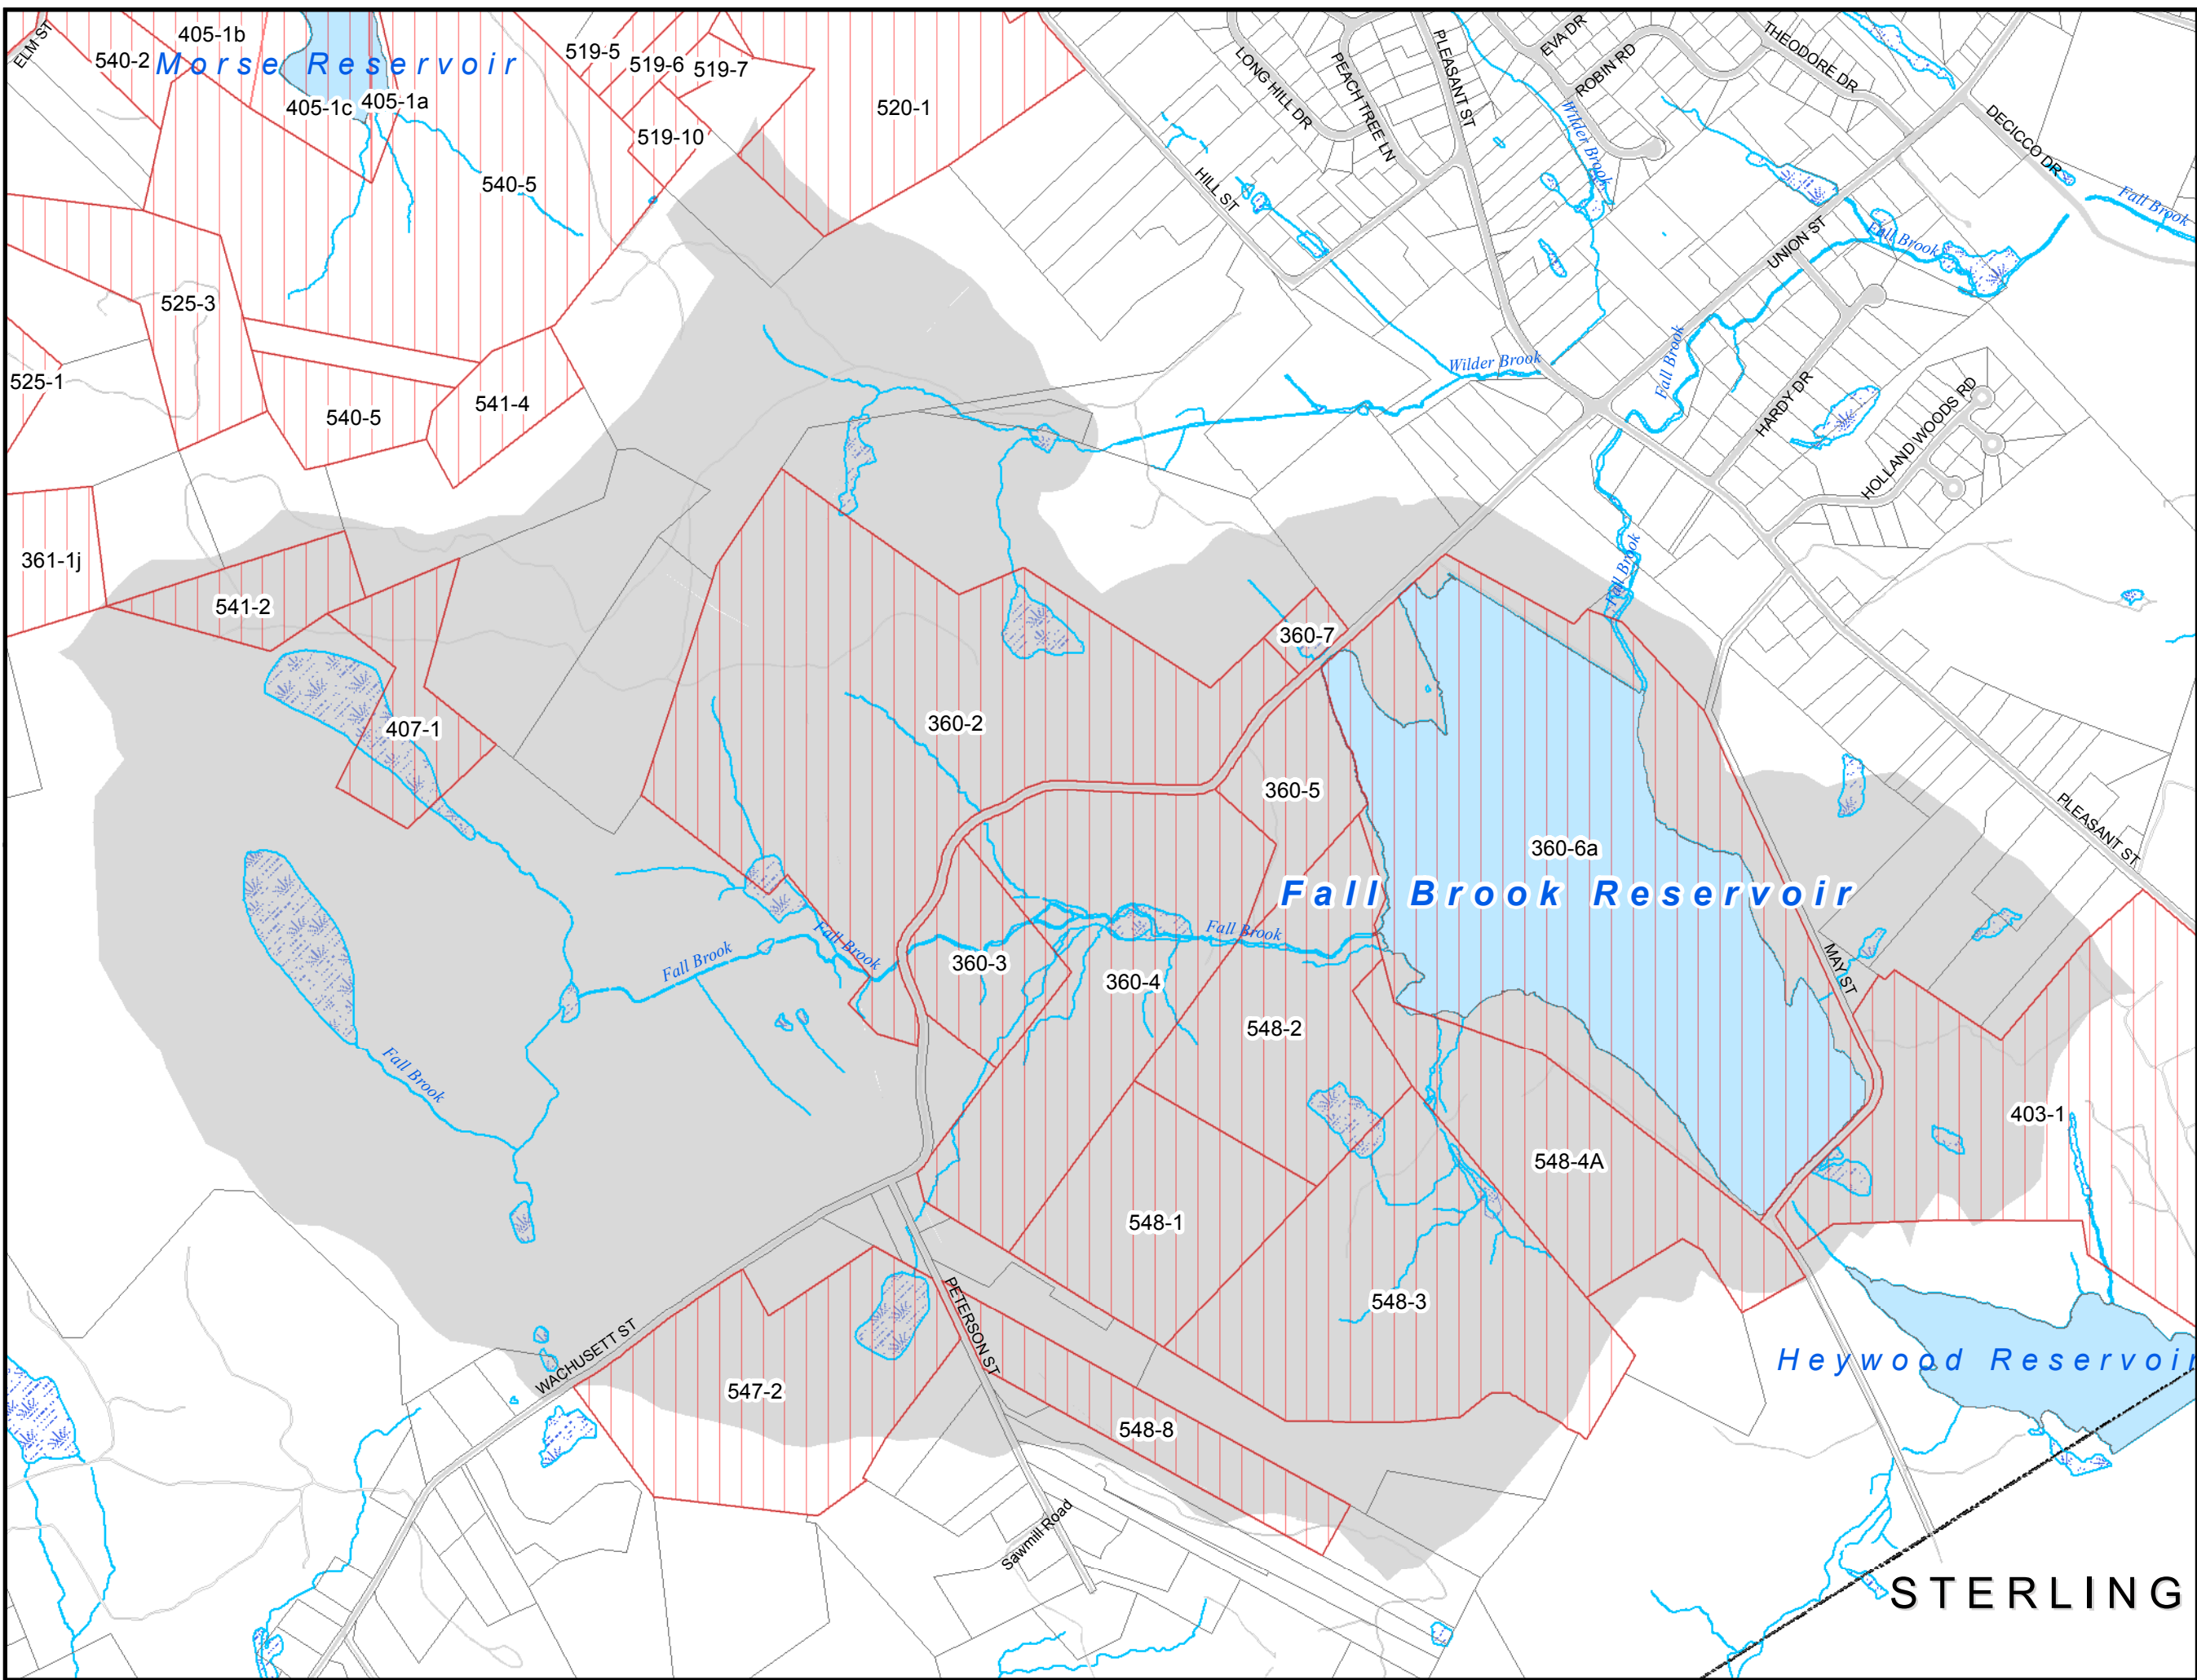 ELM ST
405-1b
540-2
Morse Reservoir
405-1c
405-1a
519-5
519-6
519-7
519-10
520-1
540-5
525-3
525-1
540-5
541-4
361-1j
541-2
407-1
LONG HILL DR
PEACH TREE LN
PLEASANT ST
EVA DR
ROBIN RD
THEODORE DR
DECICCO DR
HILL ST
Wilder Brook
UNION ST
Fall Brook
Fall Brook
Wilder Brook
Fall Brook
HARDY DR
HOLLAND WOODS RD
Fall Brook
360-7
360-2
360-5
360-6a
Fall Brook Reservoir
PLEASANT ST
MAY ST
Fall Brook
Fall Brook
Fall Brook
360-3
360-4
548-2
Fall Brook
403-1
548-4A
548-1
548-3
PETERSON ST
WACHUSETT ST
547-2
548-8
Heywood Reservoir
Sawmill Road
STERLING